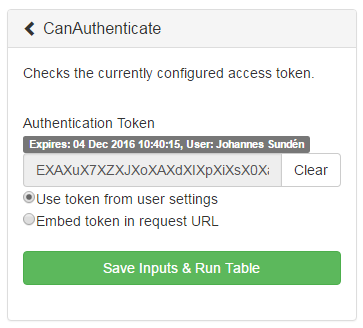 CanAuthenticate
Checks the currently configured access token.
Authentication Token
Expires: 04 Dec 2016 10:40:15, User: Johannes Sundén
EXAXuX7XZXJXoXAXdXIXpXiXsX0Xa Clear
Use token from user settings
Embed token in request URL
Save Inputs & Run Table